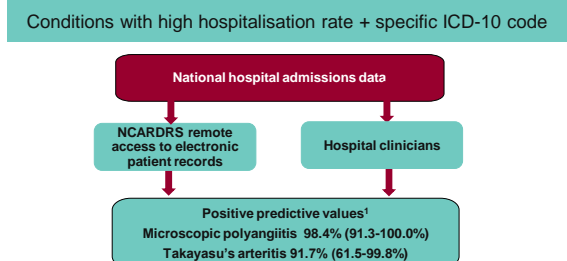 Conditions with high hospitalisation rate + specific ICD-10 code
National hospital admissions data
NCARDRS remote
access to electronic
patient records
Hospital clinicians
Positive predictive values¹
Microscopic polyangiitis 98.4% (91.3-100.0%)
Takayasu's arteritis 91.7% (61.5-99.8%)